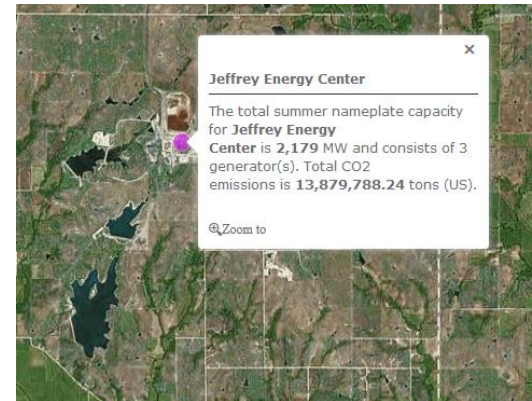 ×
Jeffrey Energy Center
The total summer nameplate capacity
for Jeffrey Energy
Center is 2,179 MW and consists of 3
generator(s). Total CO2
emissions is 13,879,788.24 tons (US).
Zoom to